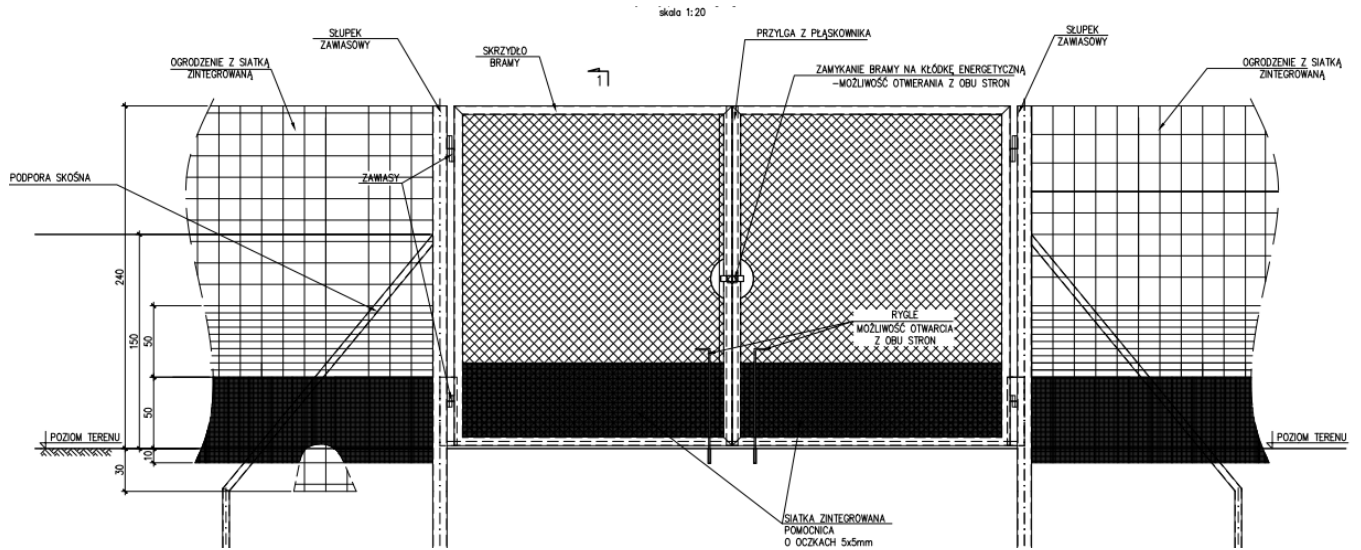 skala 1:20
SŁUPEK
ZAWIASOWY
OGRODZENIE Z SIATKĄ
ZINTEGROWANĄ
SKRZYDŁO
BRAMY
1
PRZYLGA Z PŁASKOWNIKA
ZAMYKANIE BRAMY NA KŁÓDKĘ ENERGETYCZNĄ
-MOŻLIWOŚĆ OTWIERANIA Z OBU STRON
SŁUPEK
ZAWIASOWY
OGRODZENIE Z SIATKĄ
ZINTEGROWANĄ
PODPORA SKOŚNA
ZAWIASY
240
150
50
50
10
30
RYGLE
MOŻLIWOŚĆ OTWARCIA
Z OBU STRON
POZIOM TERENU
POZIOM TERENU
SIATKA ZINTEGROWANA
POMOCNICA
O OCZKACH 5x5mm